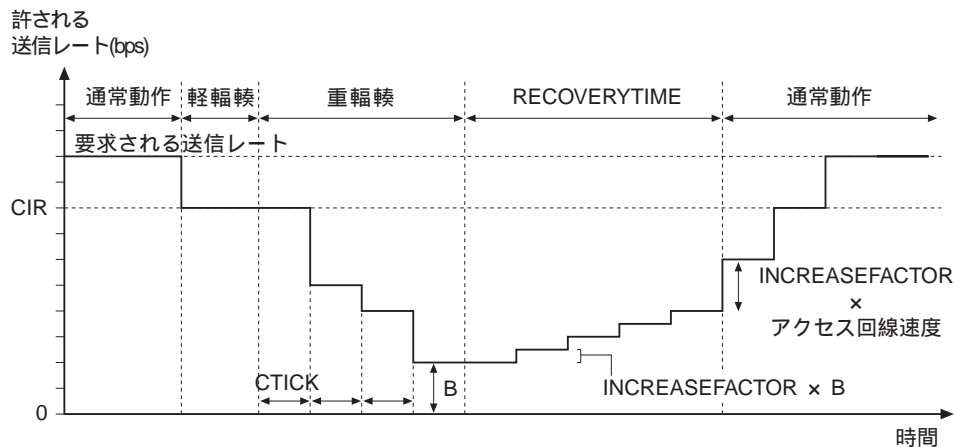 許される
送信レート(bps)
通常動作
軽輻輳
重輻輳
RECOVERYTIME
通常動作
要求される送信レート
CIR
INCREASEFACTOR
×
アクセス回線速度
CTICK
B
INCREASEFACTOR × B
0
時間